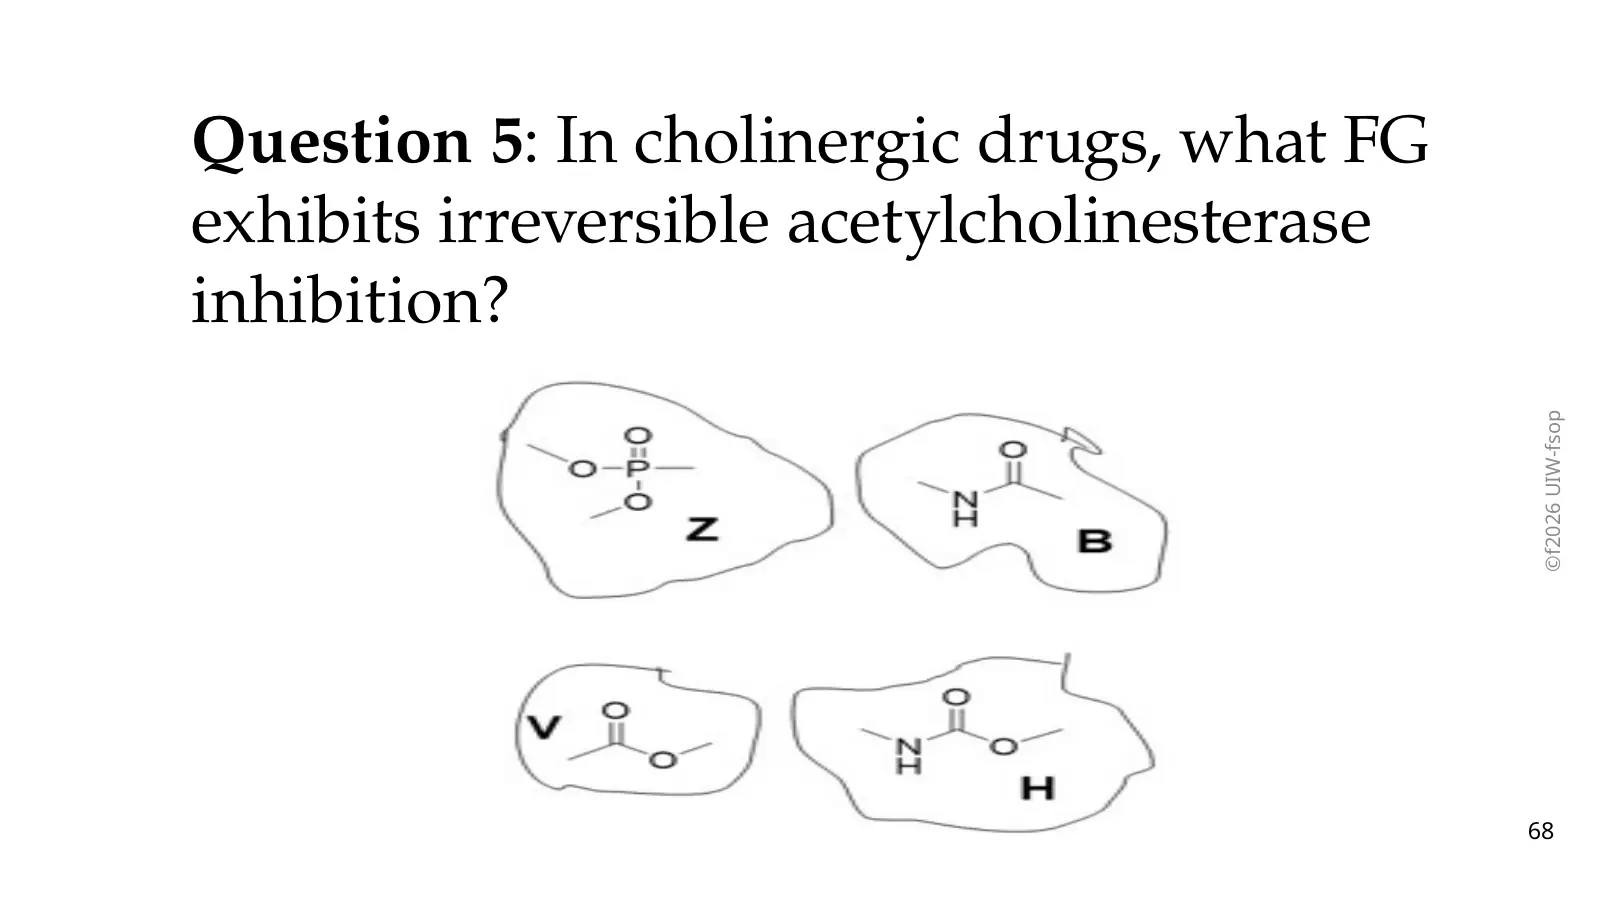 Question 5: In cholinergic drugs, what FG
exhibits irreversible acetylcholinesterase
inhibition?
O
O P
O
Z
O
N
H
B
V
O
O
O
N
H
O
H
©f2026 UIW-fsop
68